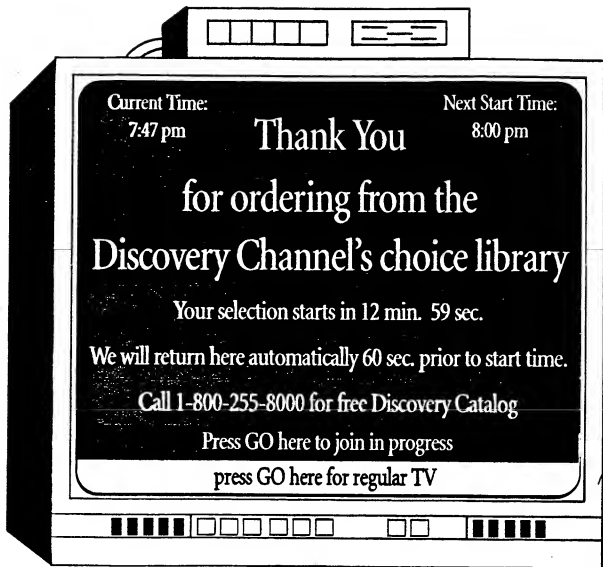 Current Time:
7:47 pm
Next Start Time:
8:00 pm
Thank You
for ordering from the
Discovery Channel's choice library
Your selection starts in 12 min. 59 sec.
We will return here automatically 60 sec. prior to start time.
Call 1-800-255-8000 for free Discovery Catalog
Press GO here to join in progress
press GO here for regular TV